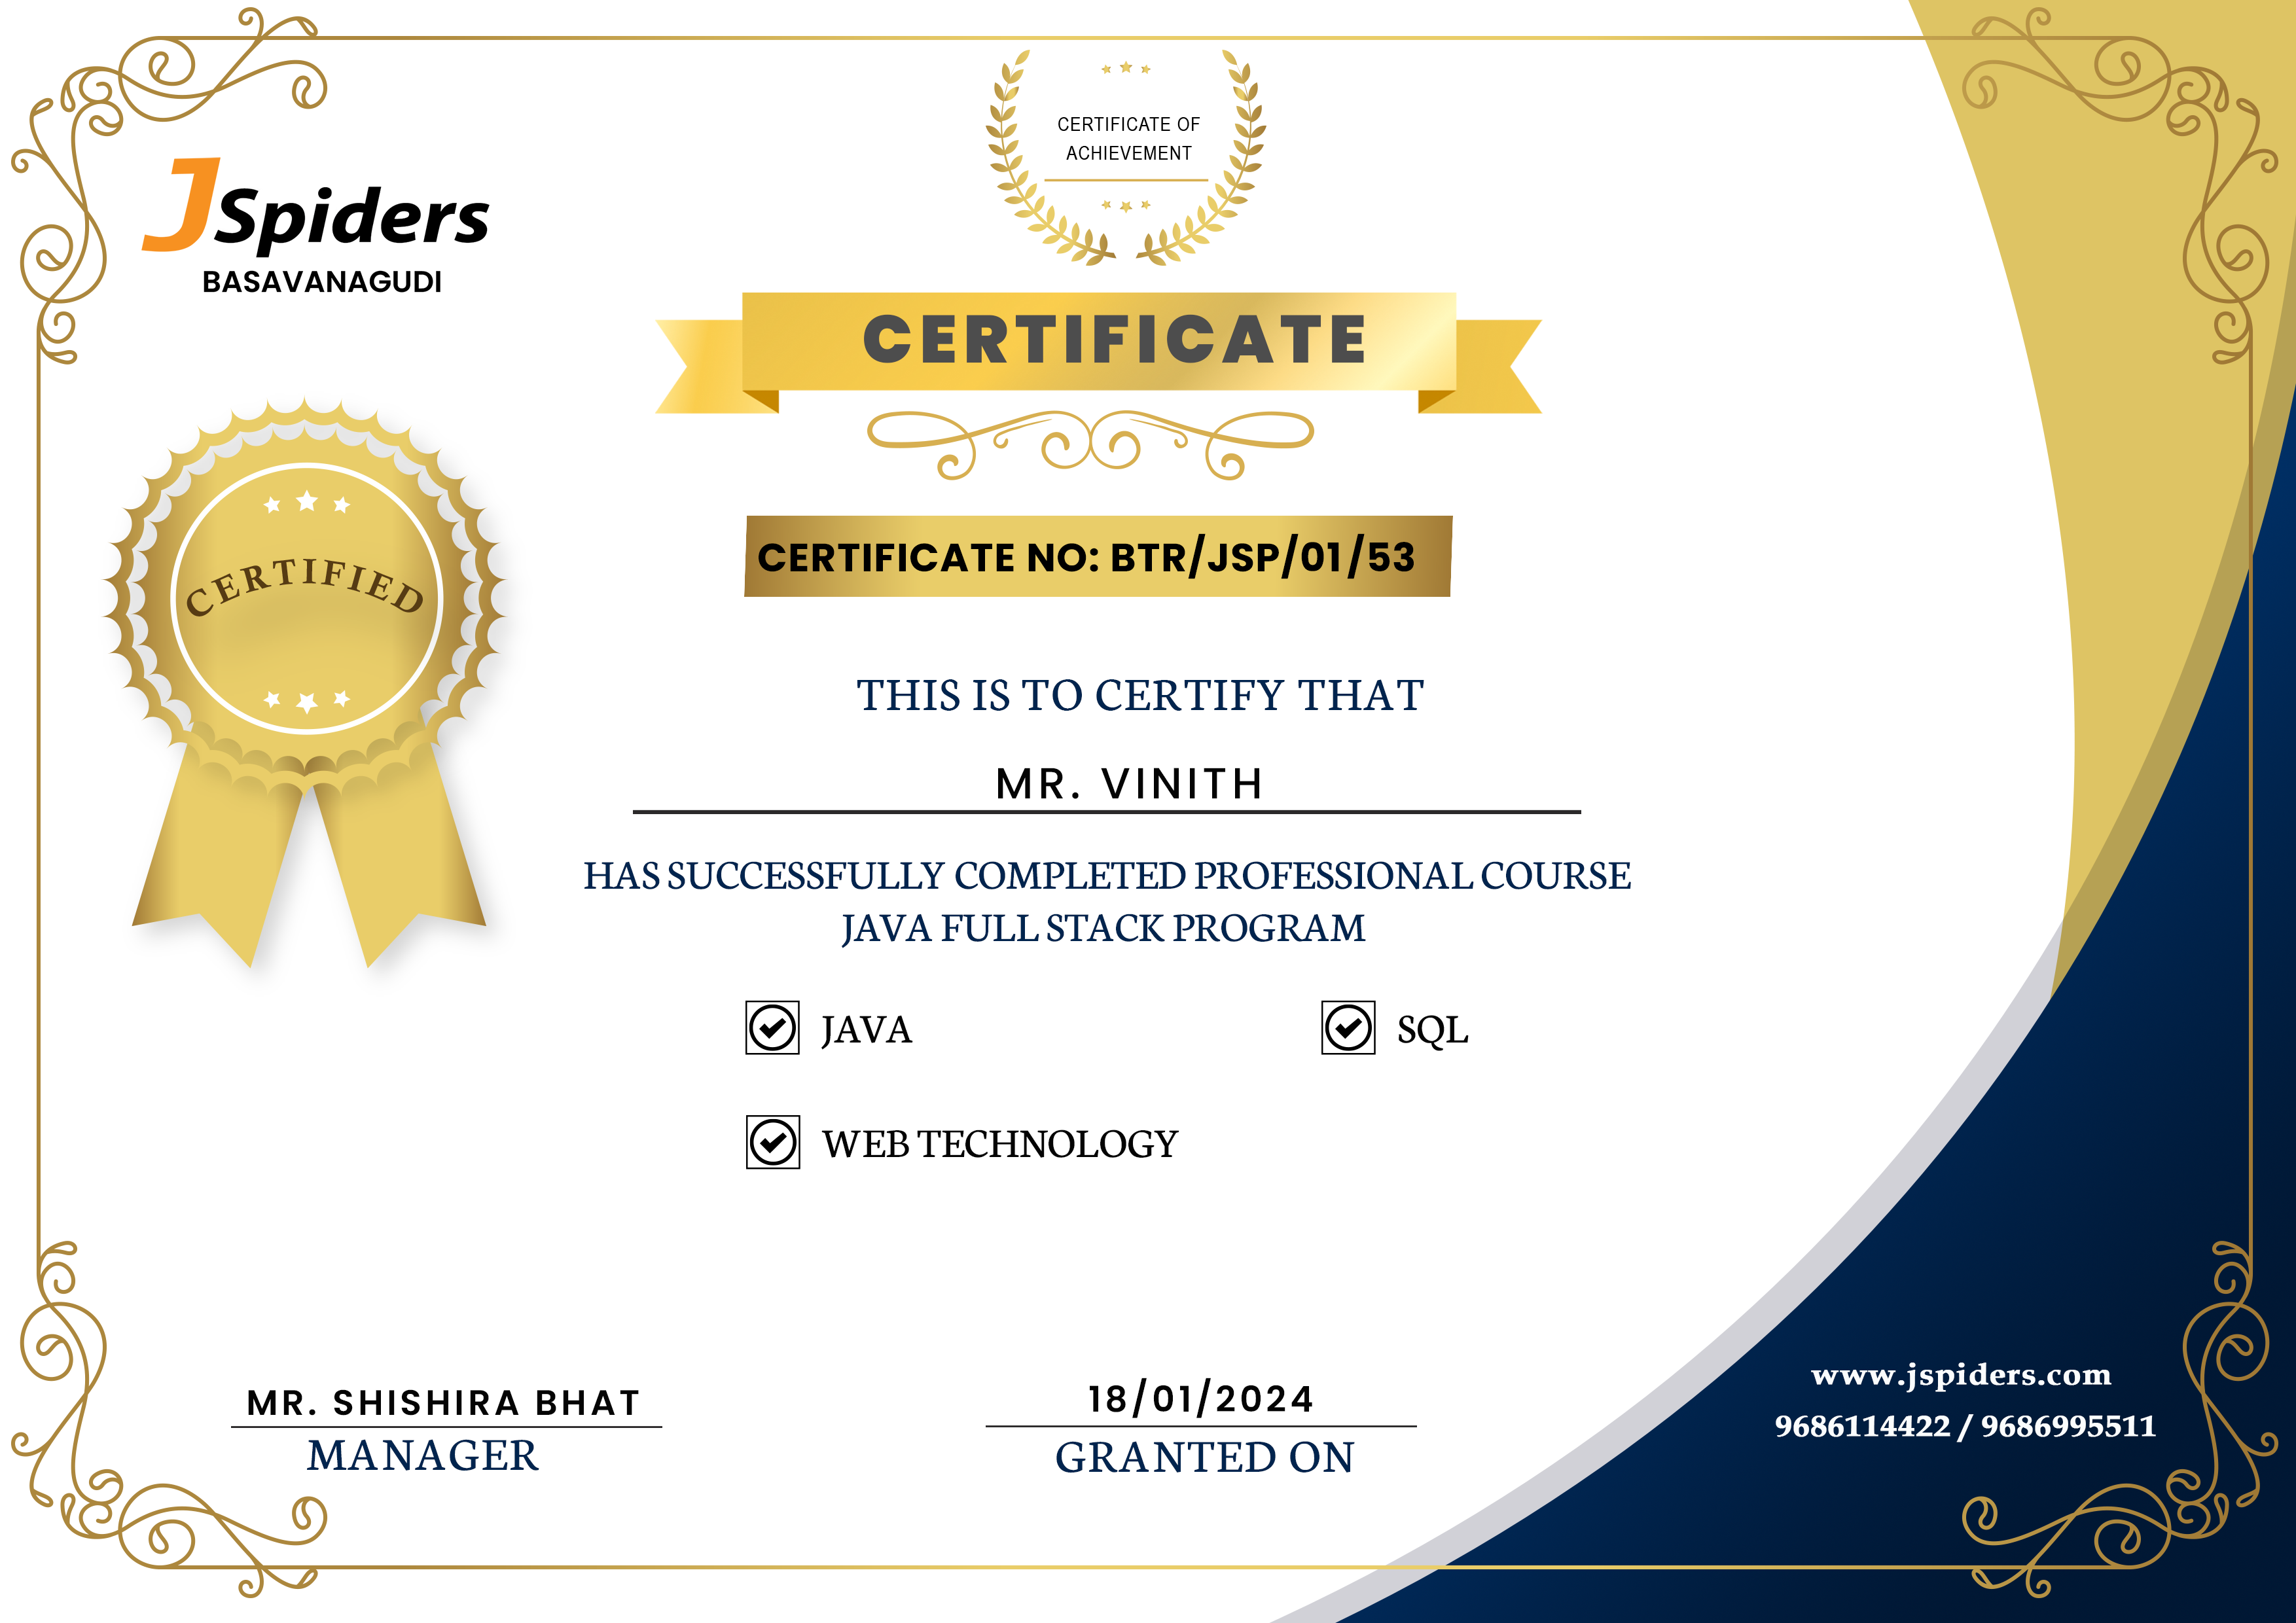 CERTIFICATE OF
ACHIEVEMENT
JSpiders
BASAVANAGUDI
CERTIFICATE
CERTIFIED
CERTIFICATE NO: BTR/JSP/01/53
THIS IS TO CERTIFY THAT
MR. VINITH
HAS SUCCESSFULLY COMPLETED PROFESSIONAL COURSE
JAVA FULL STACK PROGRAM
JAVA
SQL
WEB TECHNOLOGY
MR. SHISHIRA BHAT
MANAGER
18/01/2024
GRANTED ON
www.jspiders.com
9686114422 / 9686995511